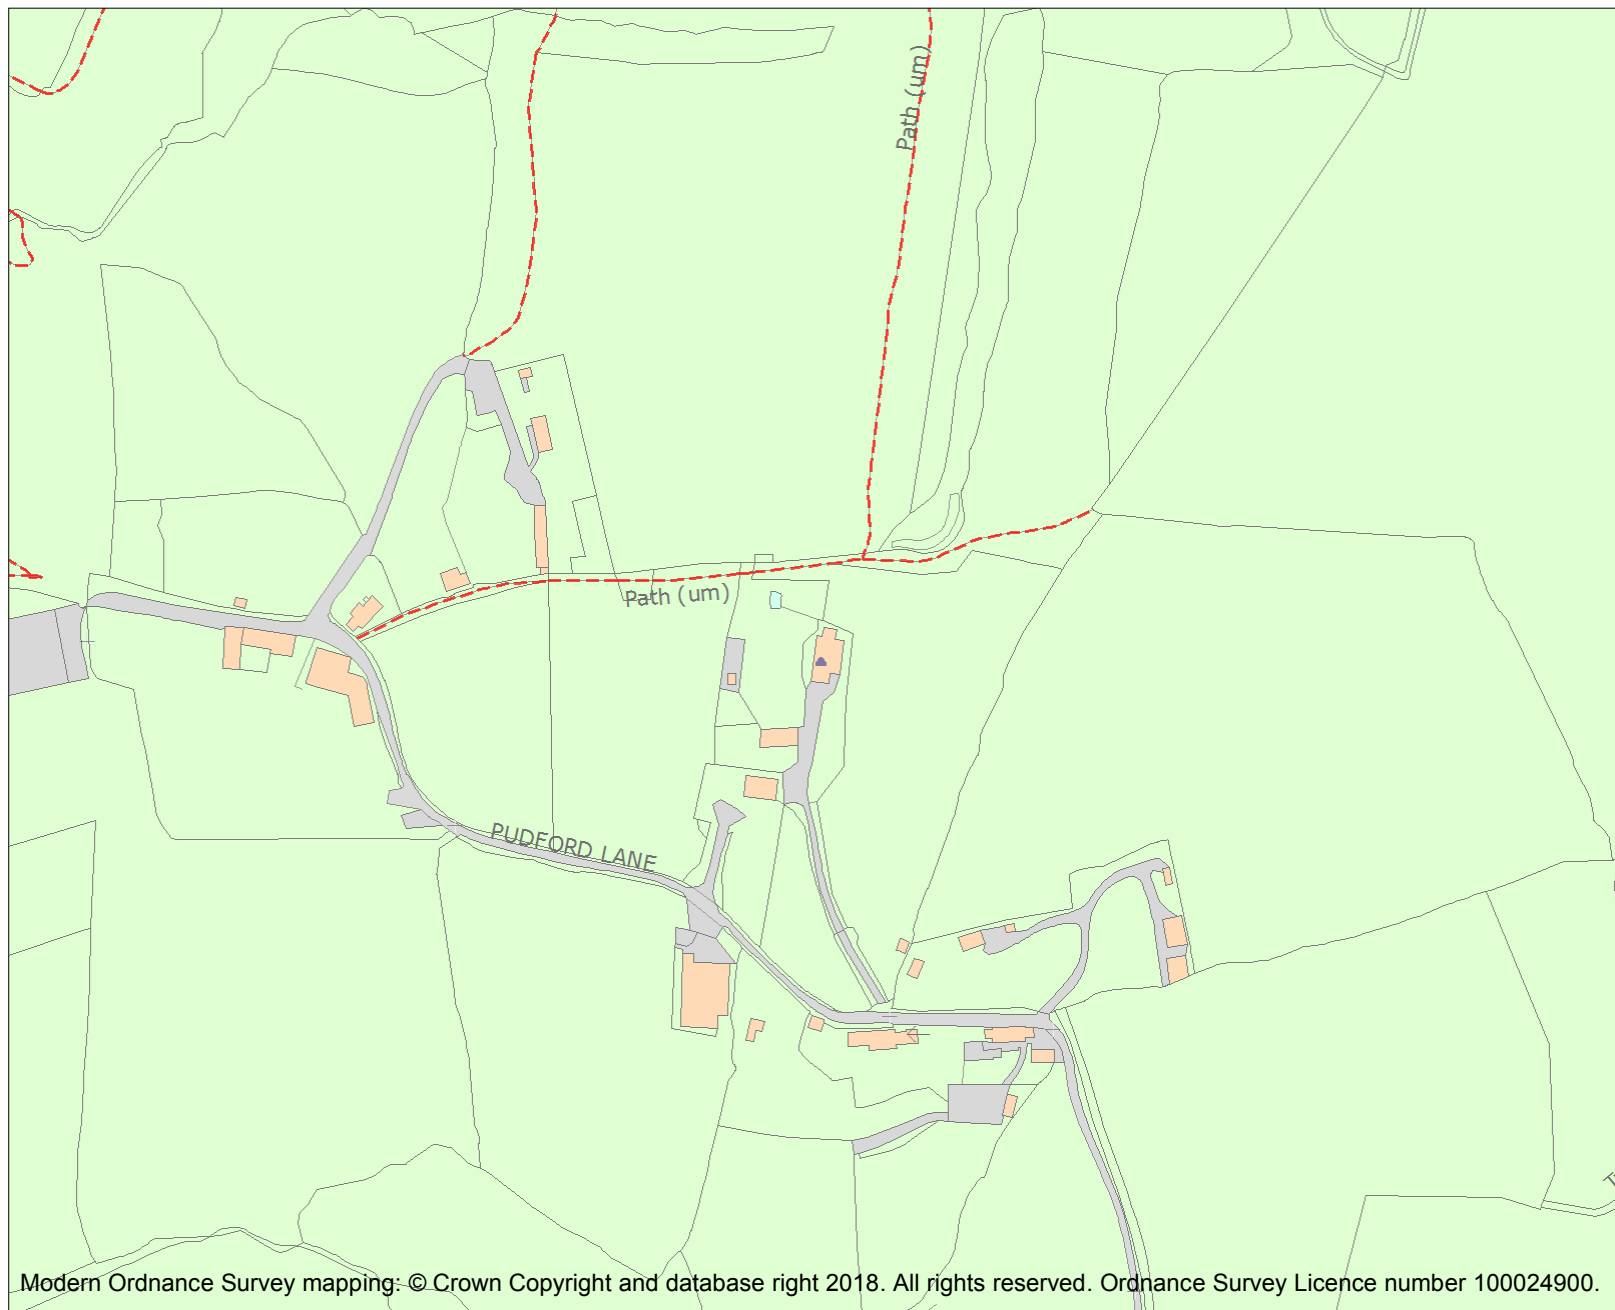 Path (um)
Path (um)
PUDFORD LANE
Modern Ordnance Survey mapping: © Crown Copyright and database right 2018. All rights reserved. Ordnance Survey Licence number 100024900.